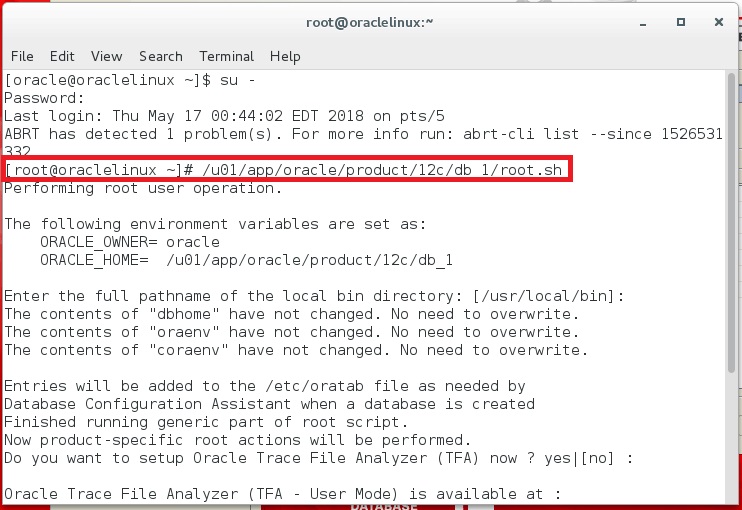 root@oraclelinux:~
File Edit View Search Terminal Help
[oracle@oraclelinux ~]$ su -
Password:
Last login: Thu May 17 00:44:02 EDT 2018 on pts/5
ABRT has detected 1 problem(s). For more info run: abrt-cli list --since 1526531
332
[root@oraclelinux ~]# /u01/app/oracle/product/12c/db_1/root.sh
Performing root user operation.
The following environment variables are set as:
ORACLE_OWNER= oracle
ORACLE_HOME=  /u01/app/oracle/product/12c/db_1
Enter the full pathname of the local bin directory: [/usr/local/bin]:
The contents of "dbhome" have not changed. No need to overwrite.
The contents of "oraenv" have not changed. No need to overwrite.
The contents of "coraenv" have not changed. No need to overwrite.
Entries will be added to the /etc/oratab file as needed by
Database Configuration Assistant when a database is created
Finished running generic part of root script.
Now product-specific root actions will be performed.
Do you want to setup Oracle Trace File Analyzer (TFA) now ? yes|[no] :
Oracle Trace File Analyzer (TFA - User Mode) is available at :
DATABASE